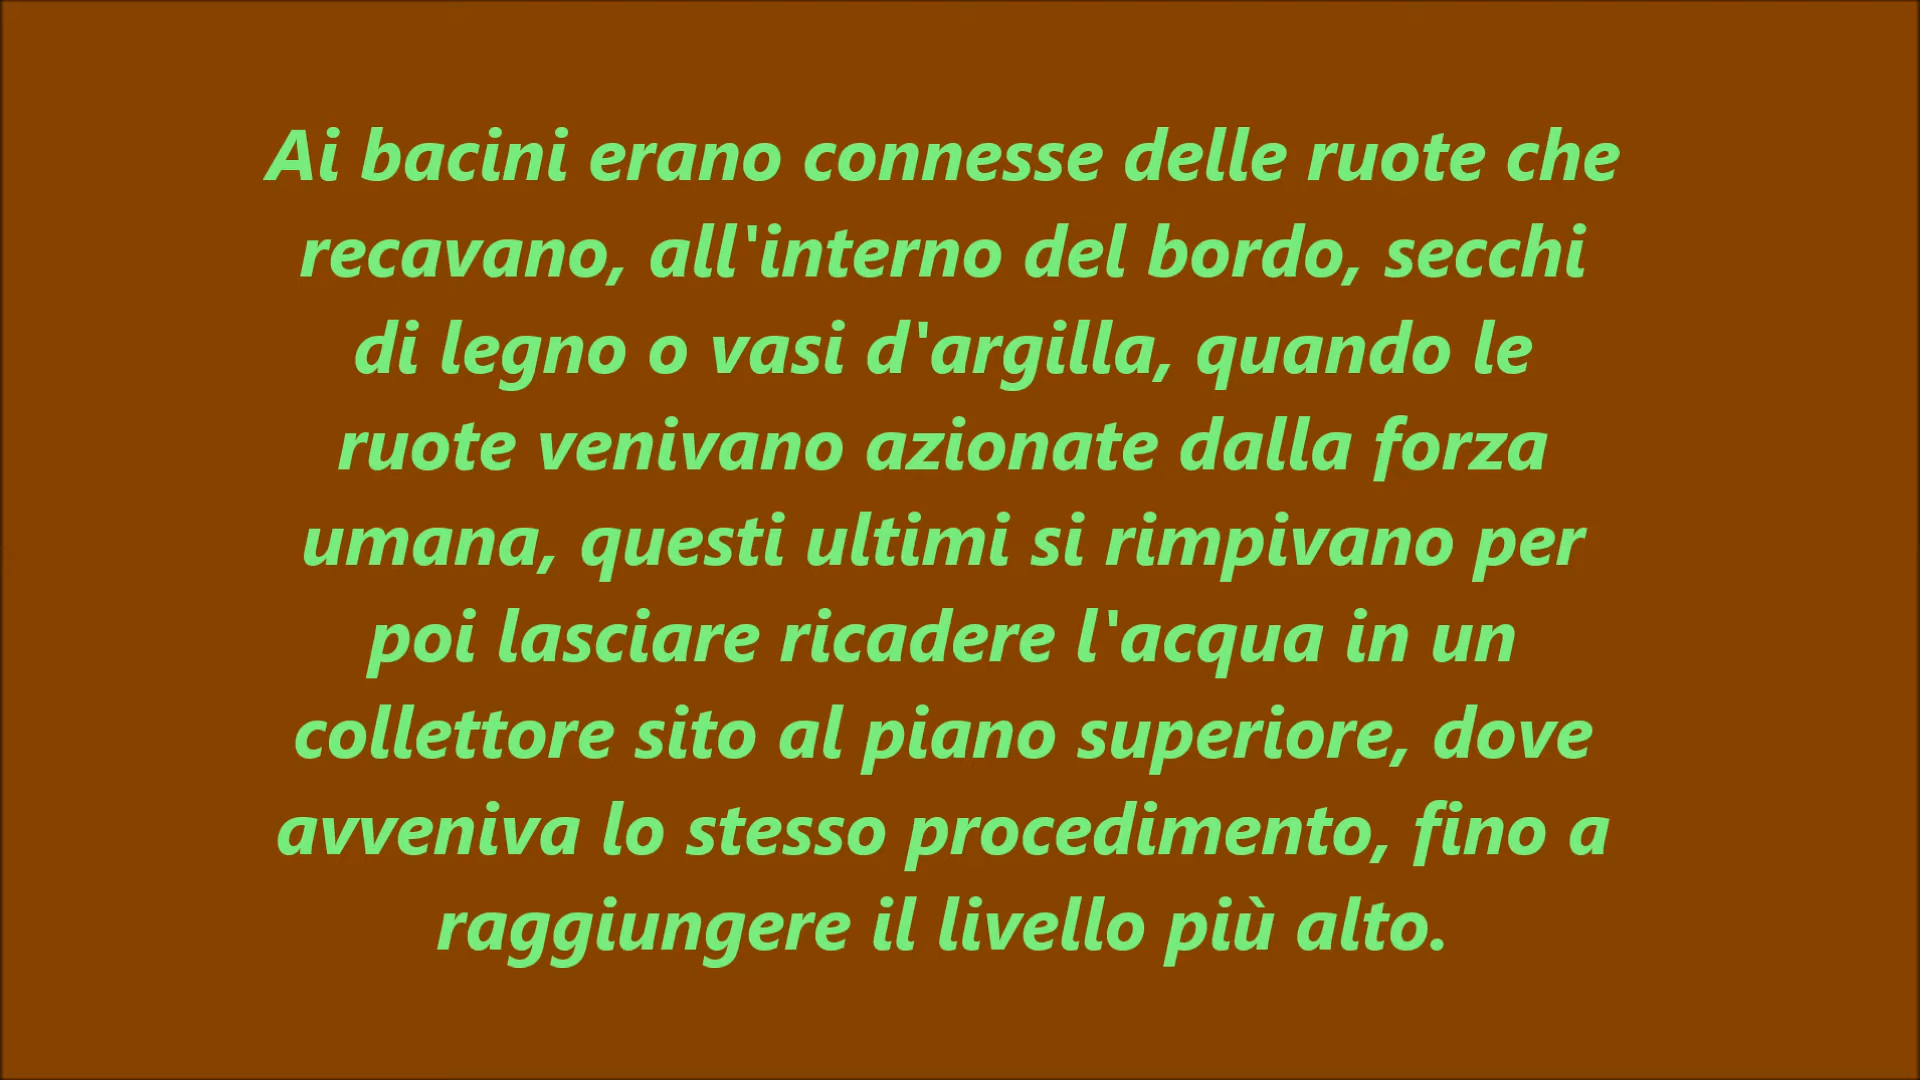 Ai bacini erano connesse delle ruote che
recavano, all'interno del bordo, secchi
di legno o vasi d'argilla, quando le
ruote venivano azionate dalla forza
umana, questi ultimi si rimpivano per
poi lasciare ricadere l'acqua in un
collettore sito al piano superiore, dove
avveniva lo stesso procedimento, fino a
raggiungere il livello più alto.